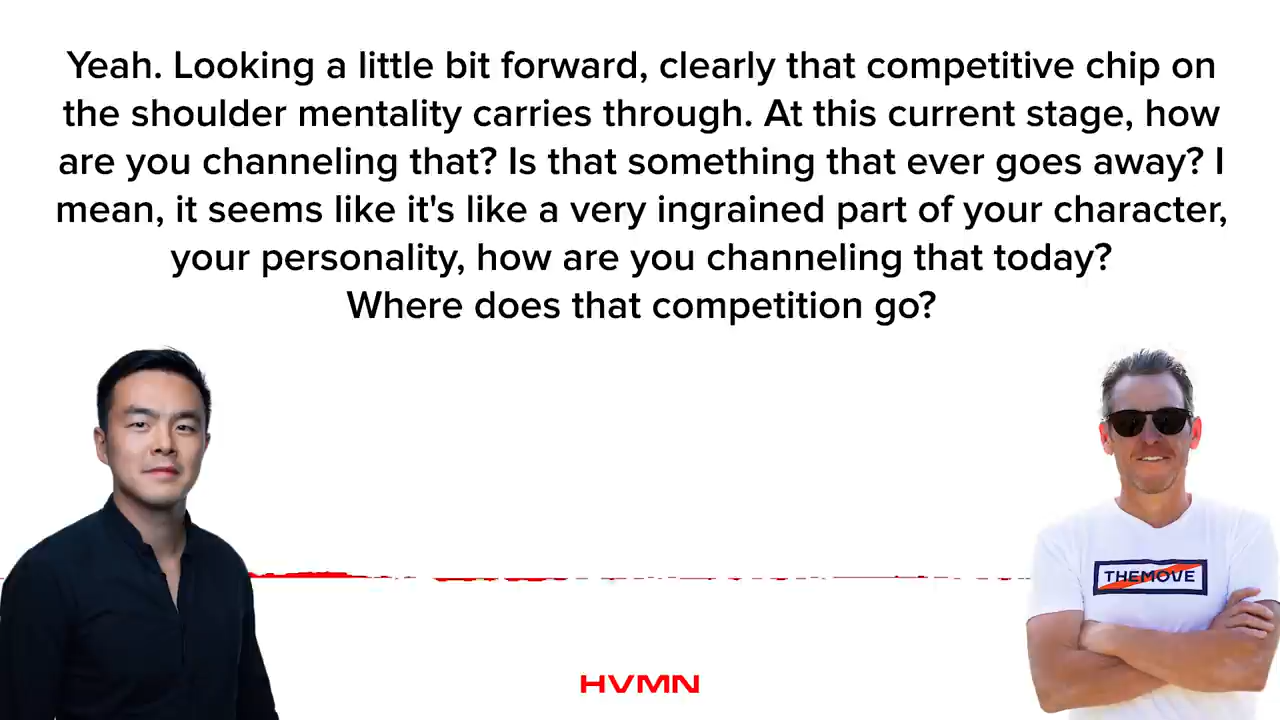 Yeah. Looking a little bit forward, clearly that competitive chip on
the shoulder mentality carries through. At this current stage, how
are you channeling that? Is that something that ever goes away? I
mean, it seems like it's like a very ingrained part of your character,
your personality, how are you channeling that today?
Where does that competition go?
THEMOVE
HVMN